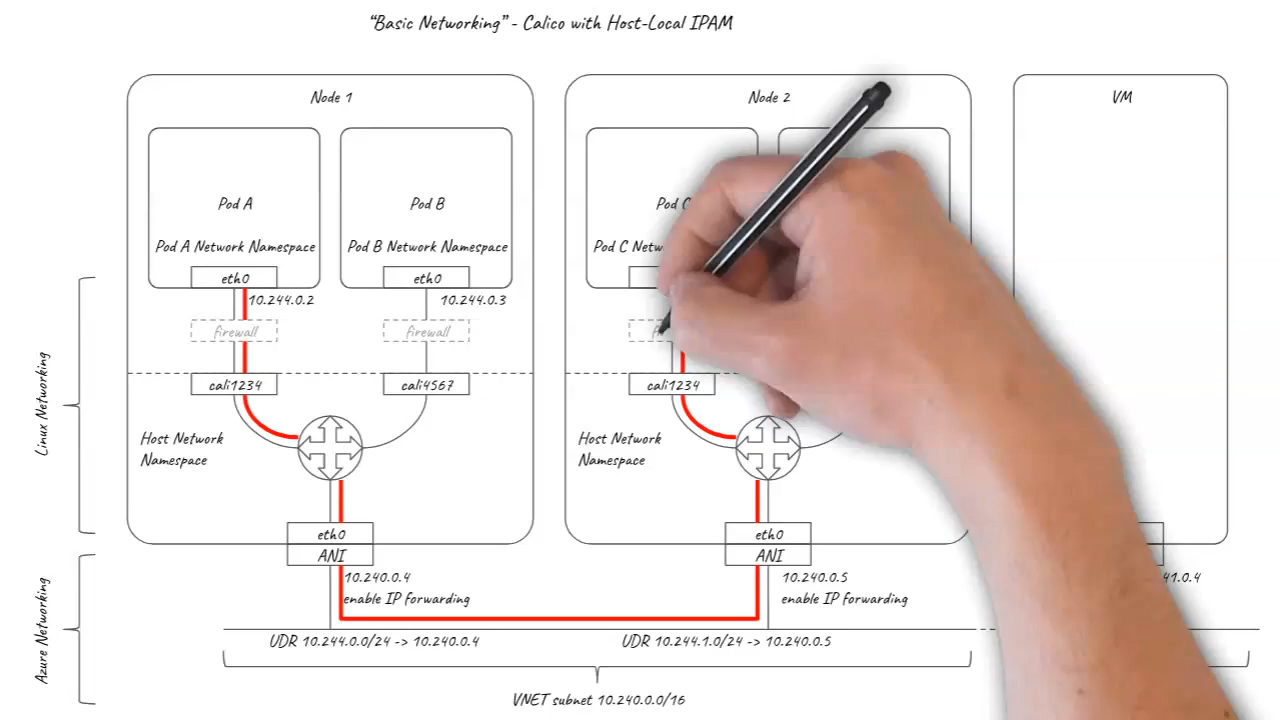 “Basic Networking” - Calico with Host-Local IPAM
Node 1
Node 2
VM
Pod A
Pod B
Pod
Pod A Network Namespace
Pod B Network Namespace
Pod C
eth0
eth0
10.244.0.2
10.244.0.3
firewall
firewall
cali1234
cali4567
cali1234
Host Network
Namespace
Host Network
Namespace
eth0
eth0
ANI
ANI
10.240.0.4
10.240.0.5
41.0.4
enable IP forwarding
enable IP forwarding
UDR 10.244.0.0/24 -> 10.240.0.4
UDR 10.244.1.0/24 -> 10.240.0.5
VNET subnet 10.240.0.0/16
Linux Networking
Azure Networking